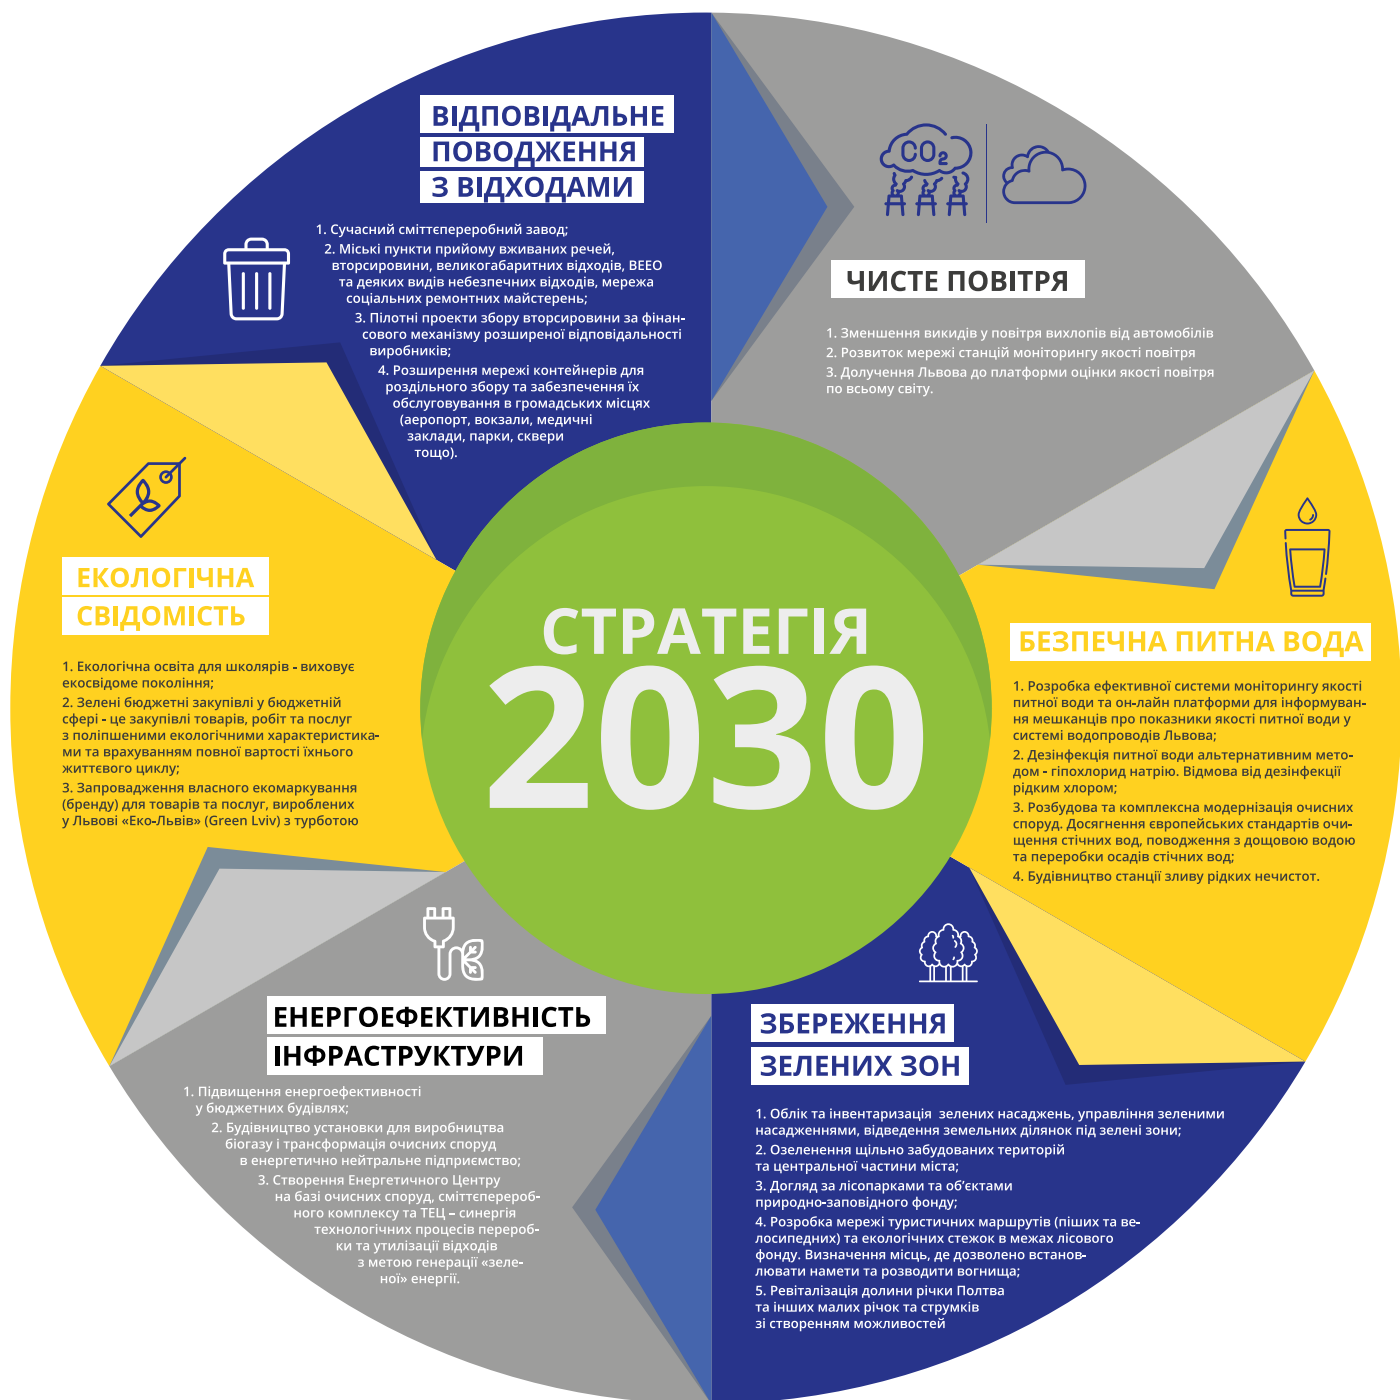 ВІДПОВІДАЛЬНЕ
ПОВОДЖЕННЯ
З ВІДХОДАМИ
1. Сучасний сміттєпереробний завод;
2. Міські пункти прийому вживаних речей,
вторсировини, великогабаритних відходів, ВЕЕО
та деяких видів небезпечних відходів, мережа
соціальних ремонтних майстерень;
3. Пілотні проекти збору вторсировини за фінан-
сового механізму розширеної відповідальності
виробників;
4. Розширення мережі контейнерів для
роздільного збору та забезпечення їх
обслуговування в громадських місцях
(аеропорт, вокзали, медичні
заклади, парки, сквери
тощо).
CO2
ЧИСТЕ ПОВІТРЯ
1. Зменшення викидів у повітря вихлопів від автомобілів
2. Розвиток мережі станцій моніторингу якості повітря
3. Долучення Львова до платформи оцінки якості повітря
по всьому світу.
БЕЗПЕЧНА ПИТНА ВОДА
1. Розробка ефективної системи моніторингу якості
питної води та он-лайн платформи для інформуван-
ня мешканців про показники якості питної води у
системі водопроводів Львова;
2. Дезінфекція питної води альтернативним мето-
дом - гіпохлорид натрію. Відмова від дезінфекції
рідким хлором;
3. Розбудова та комплексна модернізація очисних
споруд. Досягнення європейських стандартів очи-
щення стічних вод, поводження з дощовою водою
та переробки осадів стічних вод;
4. Будівництво станції зливу рідких нечистот.
ЗБЕРЕЖЕННЯ
ЗЕЛЕНИХ ЗОН
1. Облік та інвентаризація зелених насаджень, управління зеленими
насадженнями, відведення земельних ділянок під зелені зони;
2. Озеленення щільно забудованих територій
та центральної частини міста;
3. Догляд за лісопарками та об’єктами
природно-заповідного фонду;
4. Розробка мережі туристичних маршрутів (піших та ве-
лосипедних) та екологічних стежок в межах лісового
фонду. Визначення місць, де дозволено встанов-
лювати намети та розводити вогнища;
5. Ревіталізація долини річки Полтва
та інших малих річок та струмків
зі створенням можливостей
ЕНЕРГОЕФЕКТИВНІСТЬ
ІНФРАСТРУКТУРИ
1. Підвищення енергоефективності
у бюджетних будівлях;
2. Будівництво установки для виробництва
біогазу і трансформація очисних споруд
в енергетично нейтральне підприємство;
3. Створення Енергетичного Центру
на базі очисних споруд, сміттєперероб-
ного комплексу та ТЕЦ – синергія
технологічних процесів перероб-
ки та утилізації відходів
з метою генерації «зеле-
ної» енергії.
ЕКОЛОГІЧНА
СВІДОМІСТЬ
1. Екологічна освіта для школярів - виховує
екосвідоме покоління;
2. Зелені бюджетні закупівлі у бюджетній
сфері - це закупівлі товарів, робіт та послуг
з поліпшеними екологічними характеристика-
ми та врахуванням повної вартості їхнього
життєвого циклу;
3. Запровадження власного екомаркування
(бренду) для товарів та послуг, вироблених
у Львові «Еко-Львів» (Green Lviv) з турботою
СТРАТЕГІЯ
2030